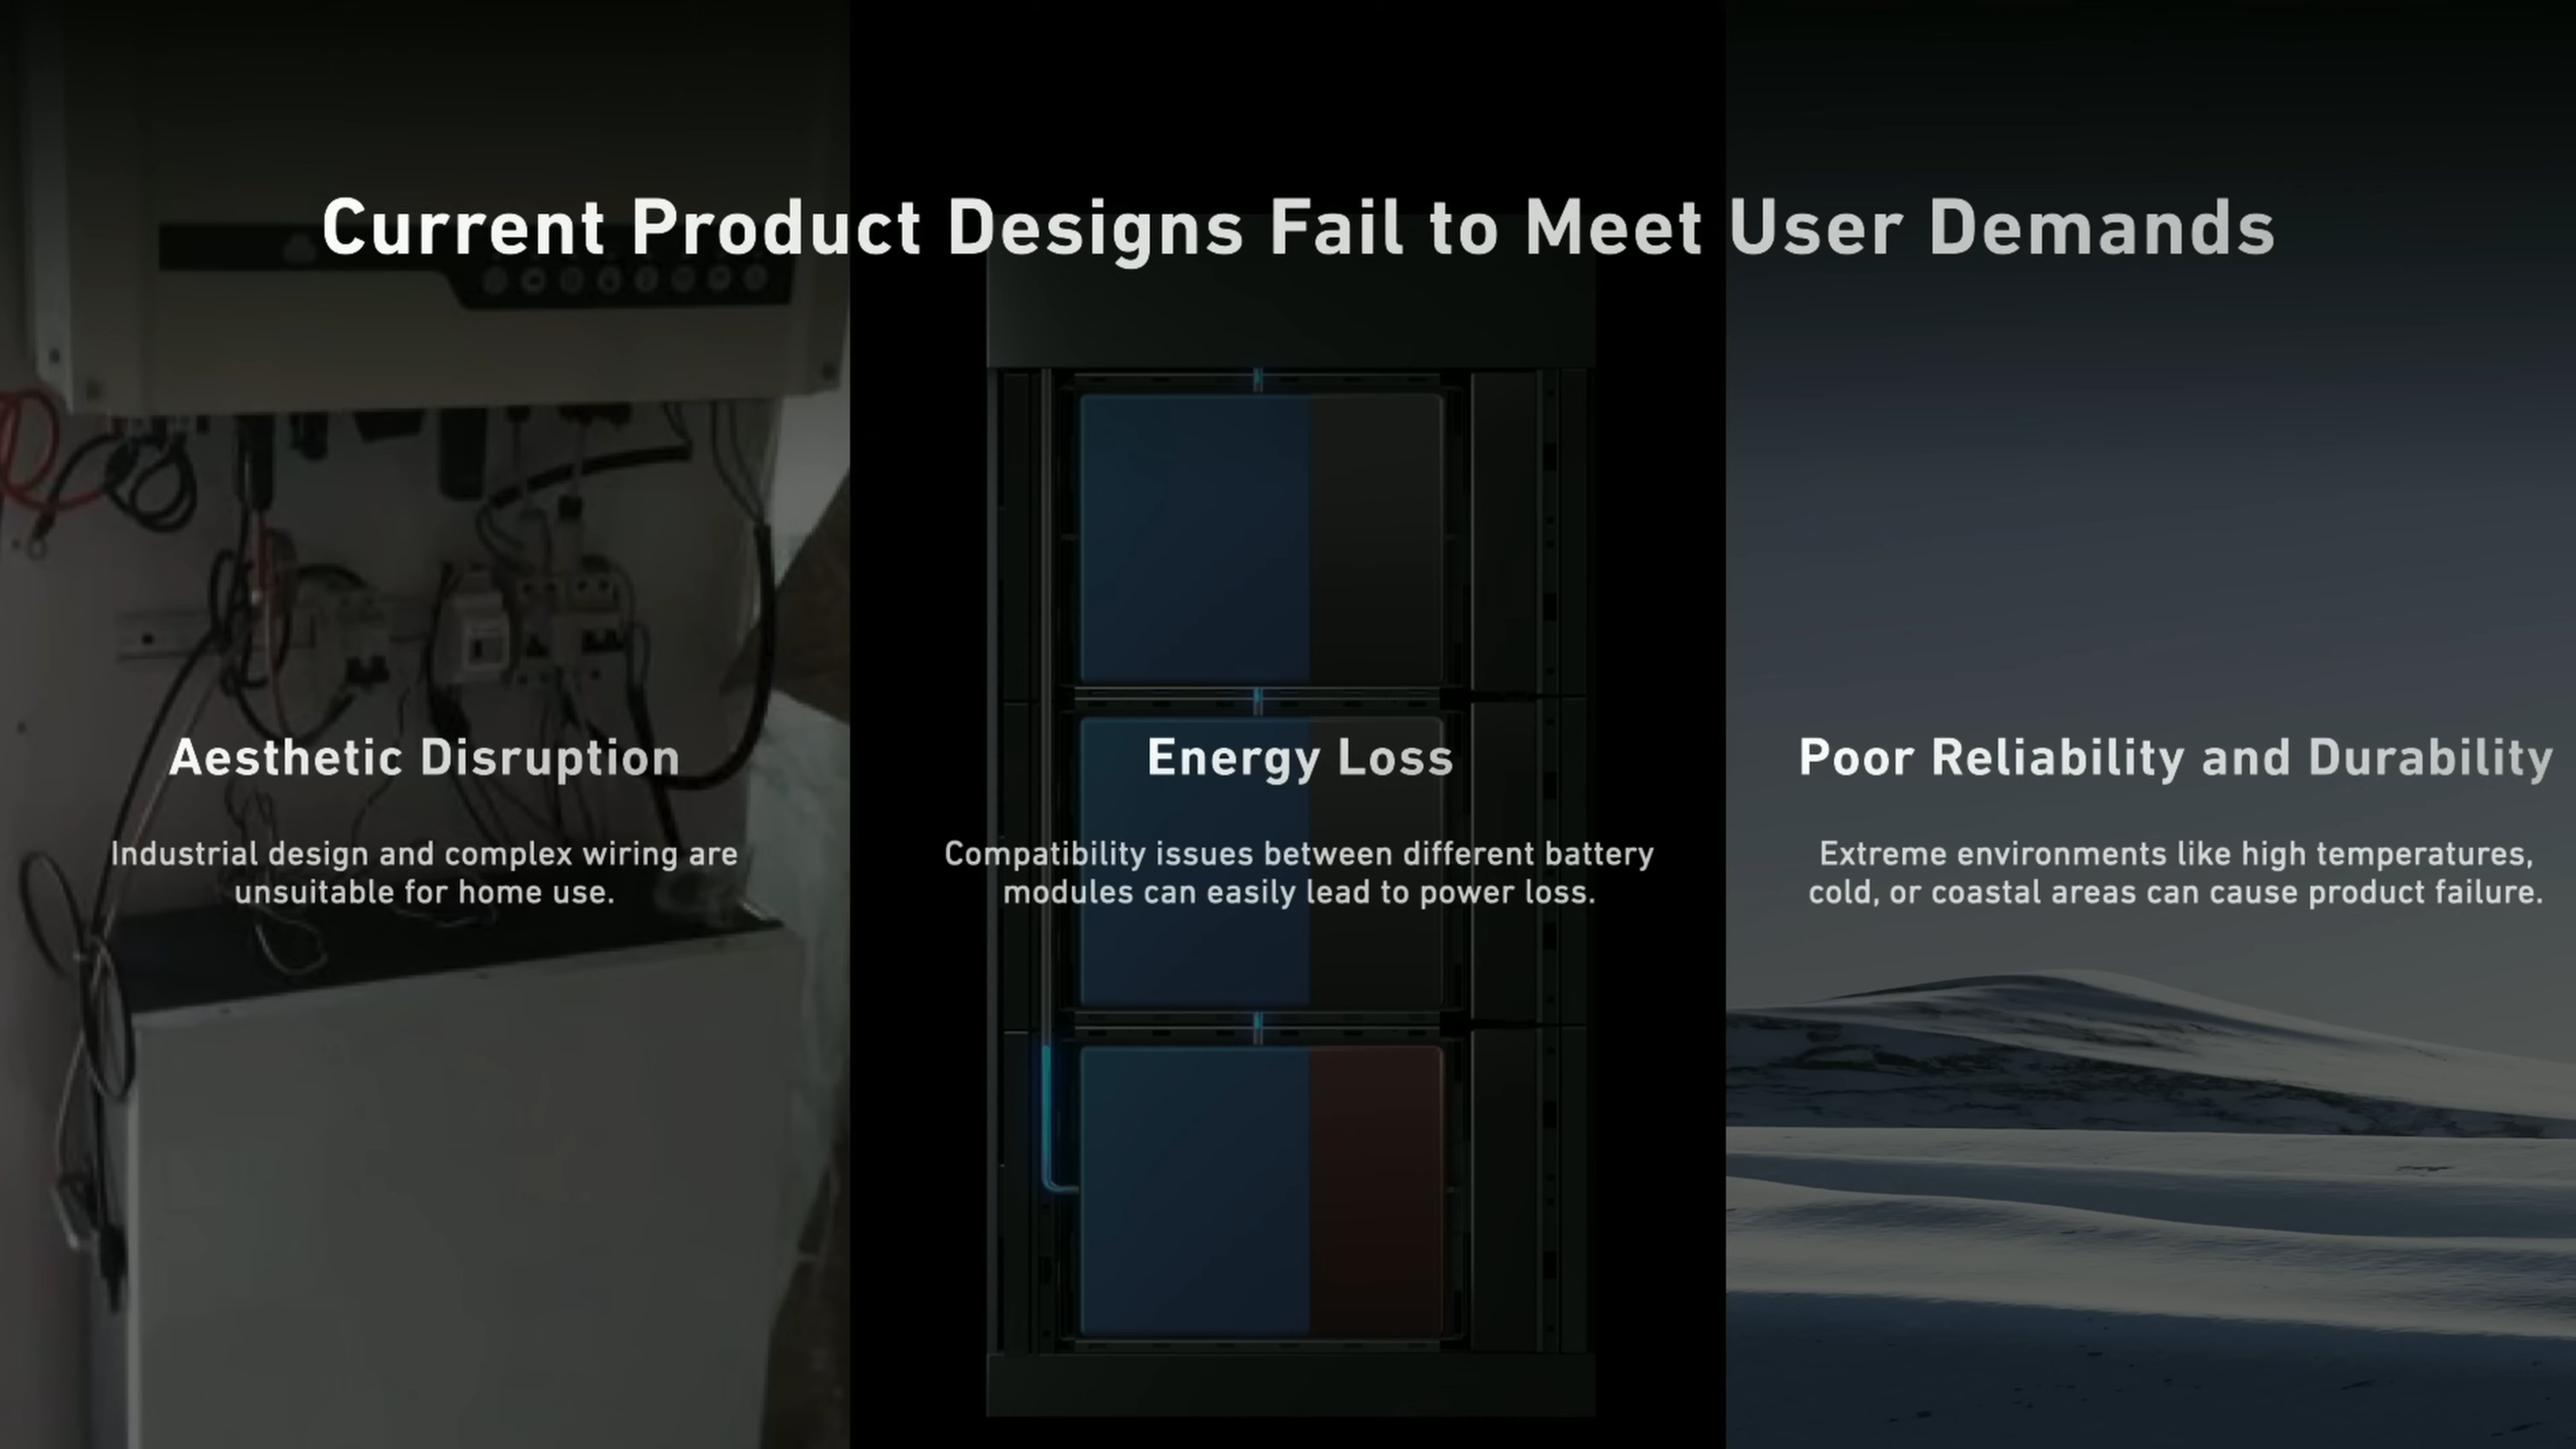 Current Product Designs Fail to Meet User Demands
Aesthetic Disruption
Industrial design and complex wiring are
unsuitable for home use.
Energy Loss
Compatibility issues between different battery
modules can easily lead to power loss.
Poor Reliability and Durability
Extreme environments like high temperatures,
cold, or coastal areas can cause product failure.